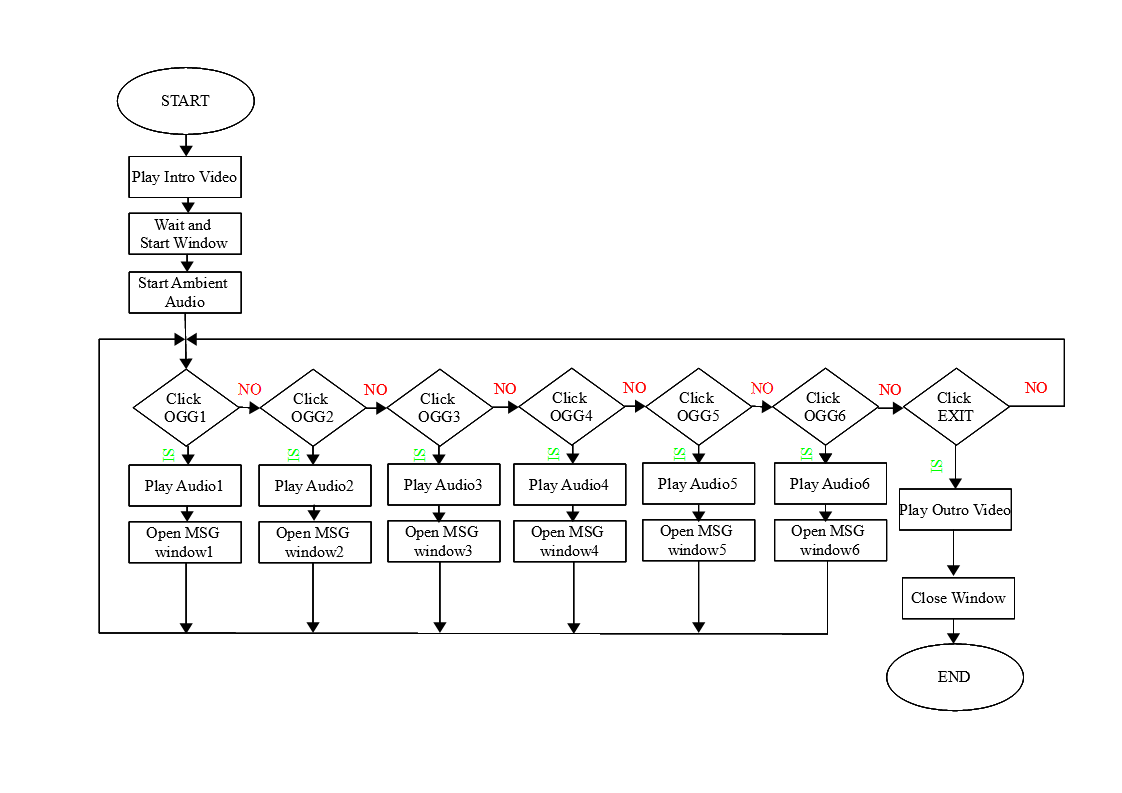 START
Play Intro Video
Wait and
Start Window
Start Ambient
Audio
Click
OGG1
NO
Click
OGG2
NO
Click
OGG3
NO
Click
OGG4
NO
Click
OGG5
NO
Click
OGG6
NO
Click
EXIT
NO
SI
SI
SI
SI
SI
SI
SI
Play Audio1
Play Audio2
Play Audio3
Play Audio4
Play Audio5
Play Audio6
Play Outro Video
Open MSG
window1
Open MSG
window2
Open MSG
window3
Open MSG
window4
Open MSG
window5
Open MSG
window6
Close Window
END